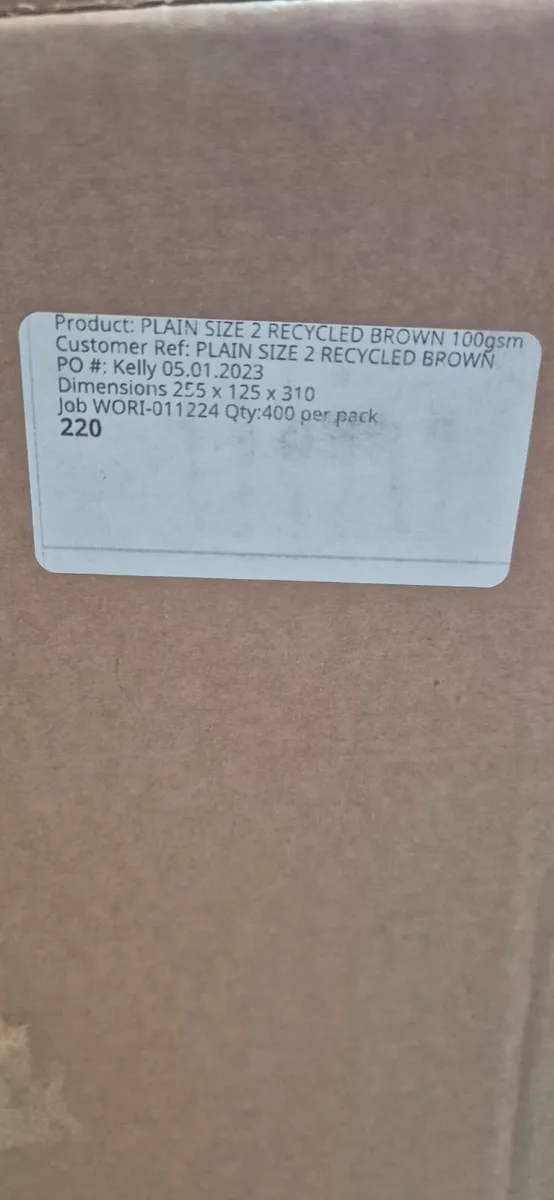 Product: PLAIN SIZE 2 RECYCLED BROWN 100gsm
Customer Ref: PLAIN SIZE 2 RECYCLED BROWN
PO #: Kelly 05.01.2023
Dimensions 255 x 125 x 310
Job WORI-011224 Qty:400 per pack
220